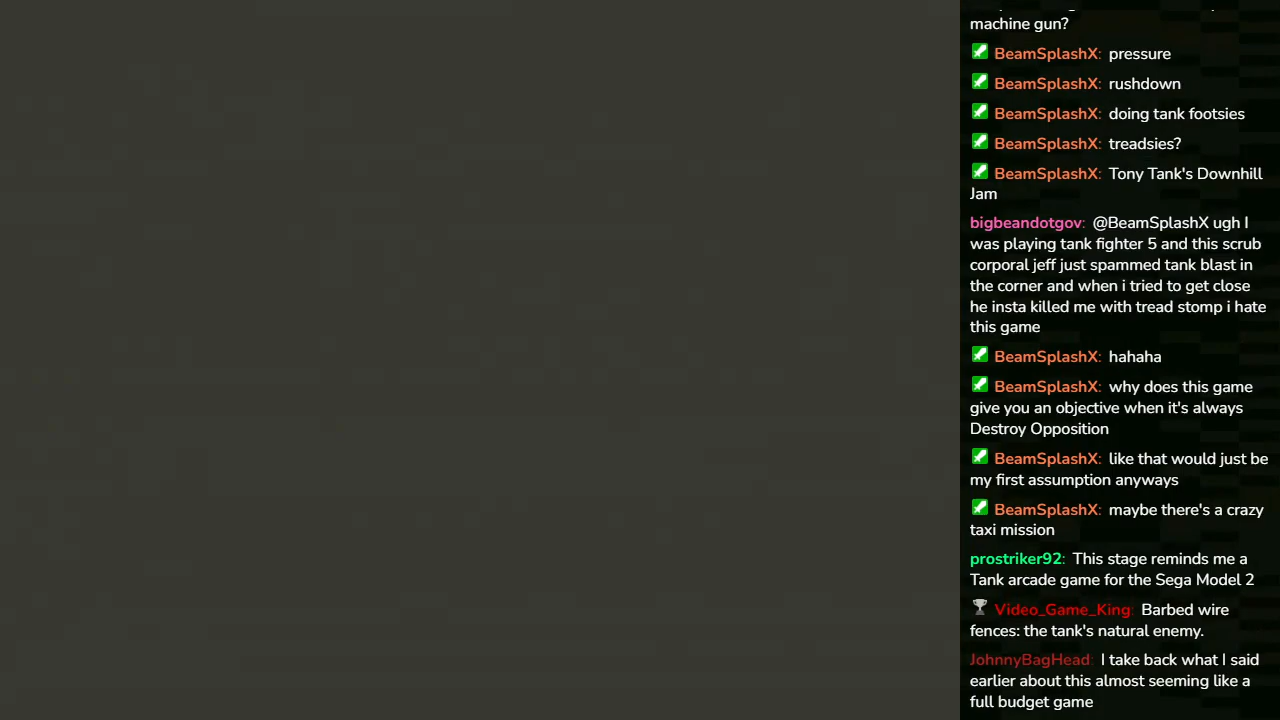 machine gun?
BeamSplashX: pressure
BeamSplashX: rushdown
BeamSplashX: doing tank footsies
BeamSplashX: treadsies?
BeamSplashX: Tony Tank's Downhill
Jam
bigbeandotgov: @BeamSplashX ugh I
was playing tank fighter 5 and this scrub
corporal jeff just spammed tank blast in
the corner and when i tried to get close
he insta killed me with tread stomp i hate
this game
BeamSplashX: hahaha
BeamSplashX: why does this game
give you an objective when it's always
Destroy Opposition
BeamSplashX: like that would just be
my first assumption anyways
BeamSplashX: maybe there's a crazy
taxi mission
prostriker92: This stage reminds me a
Tank arcade game for the Sega Model 2
Video_Game_King: Barbed wire
fences: the tank's natural enemy.
JohnnyBagHead: I take back what I said
earlier about this almost seeming like a
full budget game